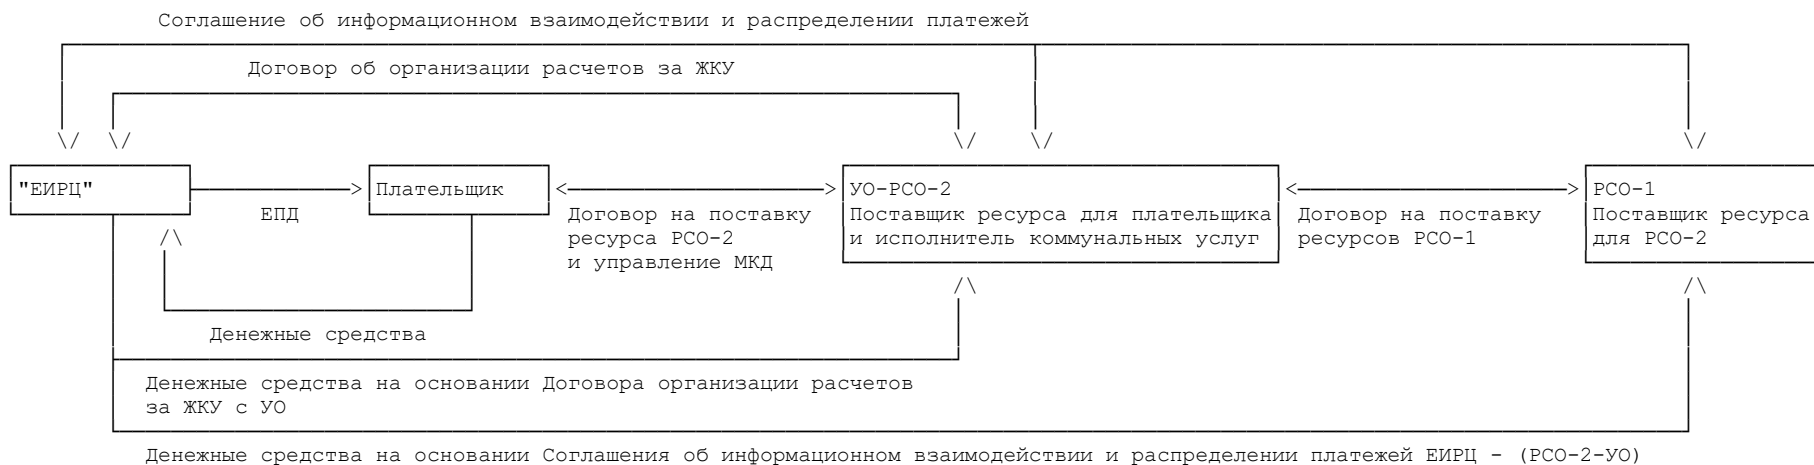 Соглашение об информационном взаимодействии и распределении платежей
Договор об организации расчетов за ЖКУ
"ЕИРЦ"
ЕПД
Плательщик
Договор на поставку
ресурса РСО-2
и управление МКД
УО-РСО-2
Поставщик ресурса для плательщика
и исполнитель коммунальных услуг
Договор на поставку
ресурсов РСО-1
РСО-1
Поставщик ресурса
для РСО-2
Денежные средства
Денежные средства на основании Договора организации расчетов
за ЖКУ с УО
Денежные средства на основании Соглашения об информационном взаимодействии и распределении платежей ЕИРЦ - (РСО-2-УО)